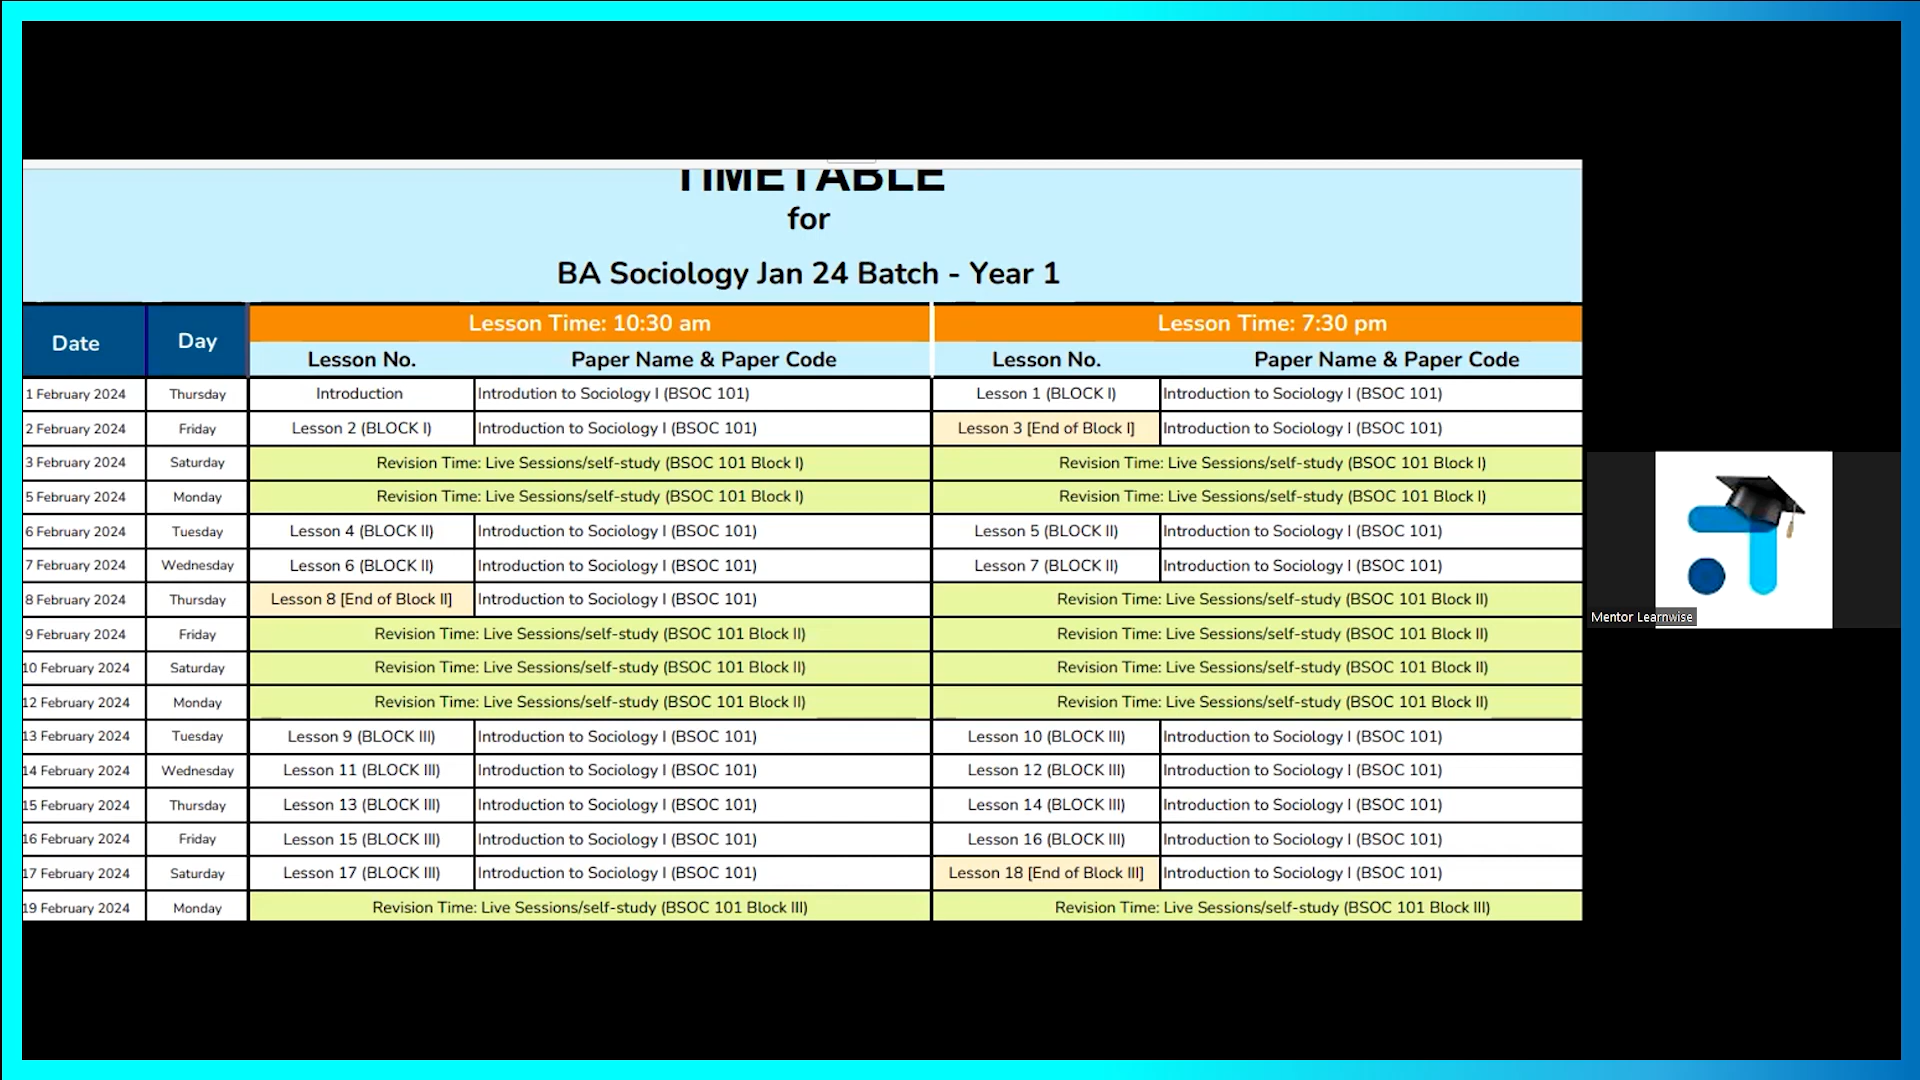 TIMETABLE
for
BA Sociology Jan 24 Batch - Year 1
Date Day Lesson Time: 10:30 am Lesson Time: 7:30 pm
Lesson No. Paper Name & Paper Code Lesson No. Paper Name & Paper Code
1 February 2024 Thursday Introduction Introdution to Sociology I (BSOC 101) Lesson 1 (BLOCK I) Introduction to Sociology I (BSOC 101)
2 February 2024 Friday Lesson 2 (BLOCK I) Introduction to Sociology I (BSOC 101) Lesson 3 [End of Block I] Introduction to Sociology I (BSOC 101)
3 February 2024 Saturday Revision Time: Live Sessions/self-study (BSOC 101 Block I) Revision Time: Live Sessions/self-study (BSOC 101 Block I)
5 February 2024 Monday Revision Time: Live Sessions/self-study (BSOC 101 Block I) Revision Time: Live Sessions/self-study (BSOC 101 Block I)
6 February 2024 Tuesday Lesson 4 (BLOCK II) Introduction to Sociology I (BSOC 101) Lesson 5 (BLOCK II) Introduction to Sociology I (BSOC 101)
7 February 2024 Wednesday Lesson 6 (BLOCK II) Introduction to Sociology I (BSOC 101) Lesson 7 (BLOCK II) Introduction to Sociology I (BSOC 101)
8 February 2024 Thursday Lesson 8 [End of Block II] Introduction to Sociology I (BSOC 101) Revision Time: Live Sessions/self-study (BSOC 101 Block II)
9 February 2024 Friday Revision Time: Live Sessions/self-study (BSOC 101 Block II) Revision Time: Live Sessions/self-study (BSOC 101 Block II)
10 February 2024 Saturday Revision Time: Live Sessions/self-study (BSOC 101 Block II) Revision Time: Live Sessions/self-study (BSOC 101 Block II)
12 February 2024 Monday Revision Time: Live Sessions/self-study (BSOC 101 Block II) Revision Time: Live Sessions/self-study (BSOC 101 Block II)
13 February 2024 Tuesday Lesson 9 (BLOCK III) Introduction to Sociology I (BSOC 101) Lesson 10 (BLOCK III) Introduction to Sociology I (BSOC 101)
14 February 2024 Wednesday Lesson 11 (BLOCK III) Introduction to Sociology I (BSOC 101) Lesson 12 (BLOCK III) Introduction to Sociology I (BSOC 101)
15 February 2024 Thursday Lesson 13 (BLOCK III) Introduction to Sociology I (BSOC 101) Lesson 14 (BLOCK III) Introduction to Sociology I (BSOC 101)
16 February 2024 Friday Lesson 15 (BLOCK III) Introduction to Sociology I (BSOC 101) Lesson 16 (BLOCK III) Introduction to Sociology I (BSOC 101)
17 February 2024 Saturday Lesson 17 (BLOCK III) Introduction to Sociology I (BSOC 101) Lesson 18 [End of Block III] Introduction to Sociology I (BSOC 101)
19 February 2024 Monday Revision Time: Live Sessions/self-study (BSOC 101 Block III) Revision Time: Live Sessions/self-study (BSOC 101 Block III)
Mentor Learnwise